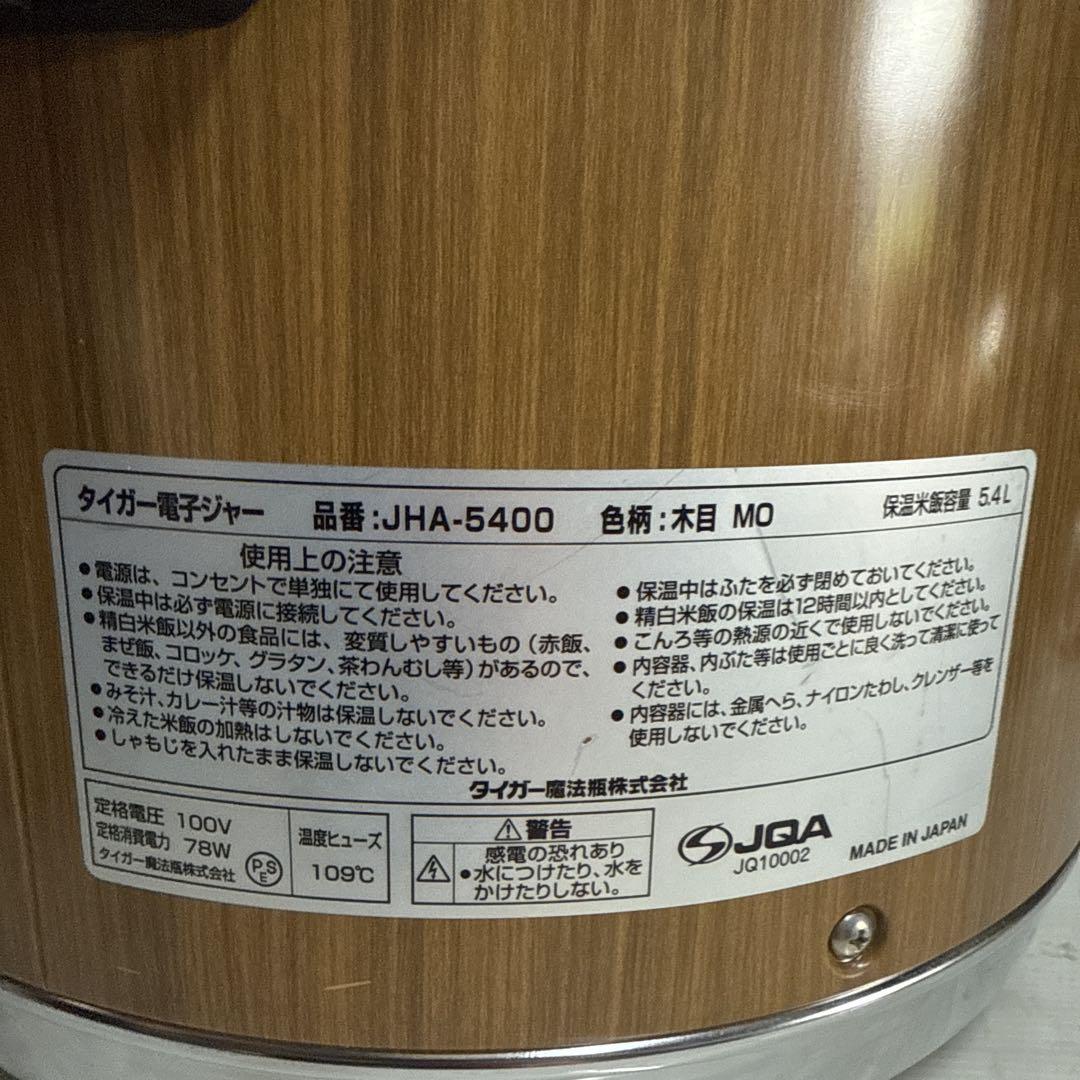 タイガー電子ジャー 品番:JHA-5400 色柄:木目 MO 保温米飯容量 5.4L
使用上の注意
●電源は、コンセントで単独にて使用してください。
●保温中は必ず電源に接続してください。
●精白米飯以外の食品には、変質しやすいもの（赤飯、
まぜ飯、コロッケ、グラタン、茶わんむし等）があるので、
できるだけ保温しないでください。
●みそ汁、カレー汁等の汁物は保温しないでください。
●冷えた米飯の加熱はしないでください。
●しゃもじを入れたまま保温しないでください。
●保温中はふたを必ず閉めておいてください。
●精白米飯の保温は12時間以内としてください。
●こんろ等の熱源の近くで使用しないでください。
●内容器、内ぶた等は使用ごとに良く洗って清潔に使って
ください。
●内容器には、金属へら、ナイロンたわし、クレンザー等を
使用しないでください。
タイガー魔法瓶株式会社
定格電圧 100V
定格消費電力 78W
タイガー魔法瓶株式会社 PSE
温度ヒューズ
109℃
⚠警告
感電の恐れあり
●水につけたり、水を
かけたりしない。
JQA
JQ10002
MADE IN JAPAN